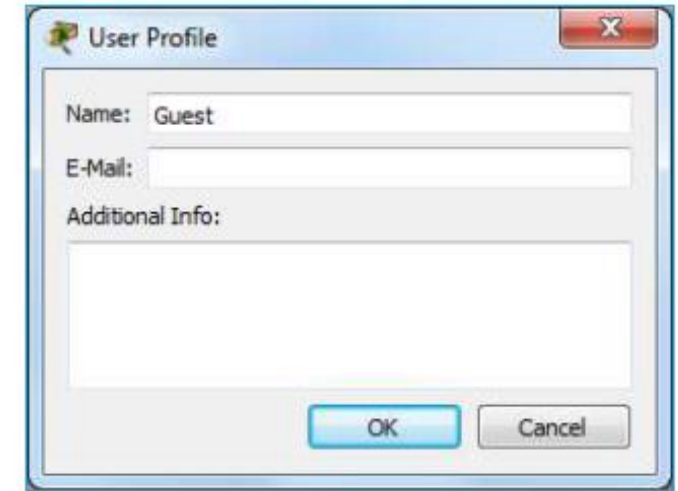 User Profile
Name: Guest
E-Mail:
Additional Info:
OK Cancel